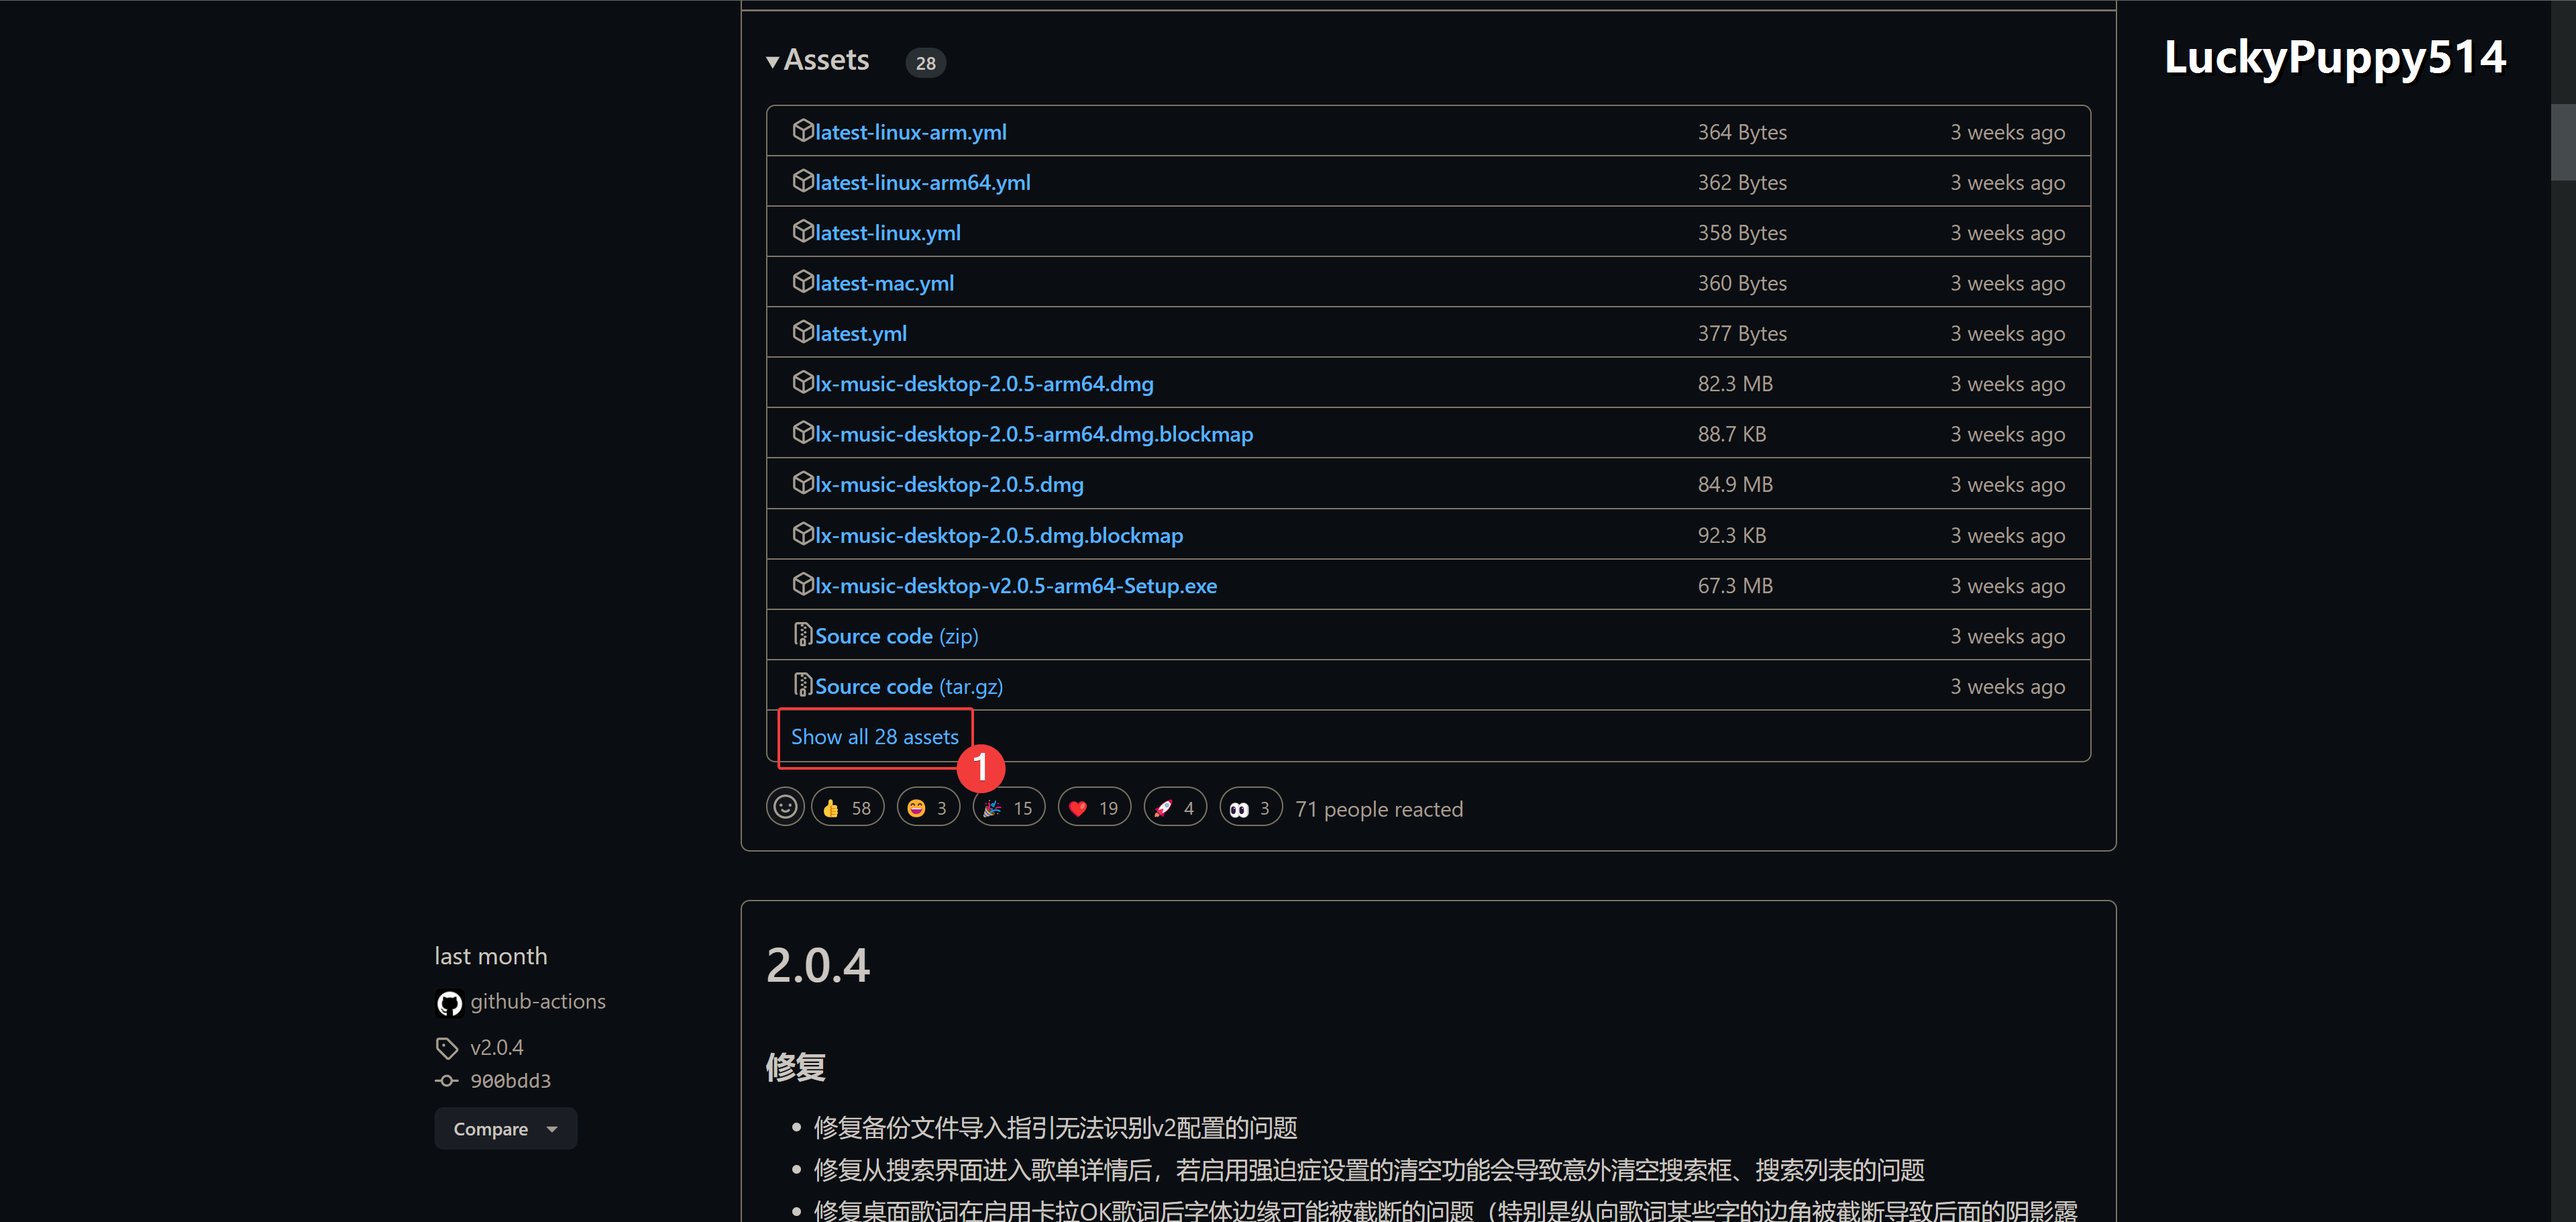 Assets 28
LuckyPuppy514
latest-linux-arm.yml 364 Bytes 3 weeks ago
latest-linux-arm64.yml 362 Bytes 3 weeks ago
latest-linux.yml 358 Bytes 3 weeks ago
latest-mac.yml 360 Bytes 3 weeks ago
latest.yml 377 Bytes 3 weeks ago
lx-music-desktop-2.0.5-arm64.dmg 82.3 MB 3 weeks ago
lx-music-desktop-2.0.5-arm64.dmg.blockmap 88.7 KB 3 weeks ago
lx-music-desktop-2.0.5.dmg 84.9 MB 3 weeks ago
lx-music-desktop-2.0.5.dmg.blockmap 92.3 KB 3 weeks ago
lx-music-desktop-v2.0.5-arm64-Setup.exe 67.3 MB 3 weeks ago
Source code (zip) 3 weeks ago
Source code (tar.gz) 3 weeks ago
Show all 28 assets
1
58 3 15 19 4 3 71 people reacted
last month
github-actions
v2.0.4
900bdd3
Compare
2.0.4
修复
修复备份文件导入指引无法识别v2配置的问题
修复从搜索界面进入歌单详情后，若启用强迫症设置的清空功能会导致意外清空搜索框、搜索列表的问题
修复桌面歌词在启用卡拉OK歌词后字体边缘可能被截断的问题（特别是纵向歌词某些字的边角被截断导致后面的阴影露